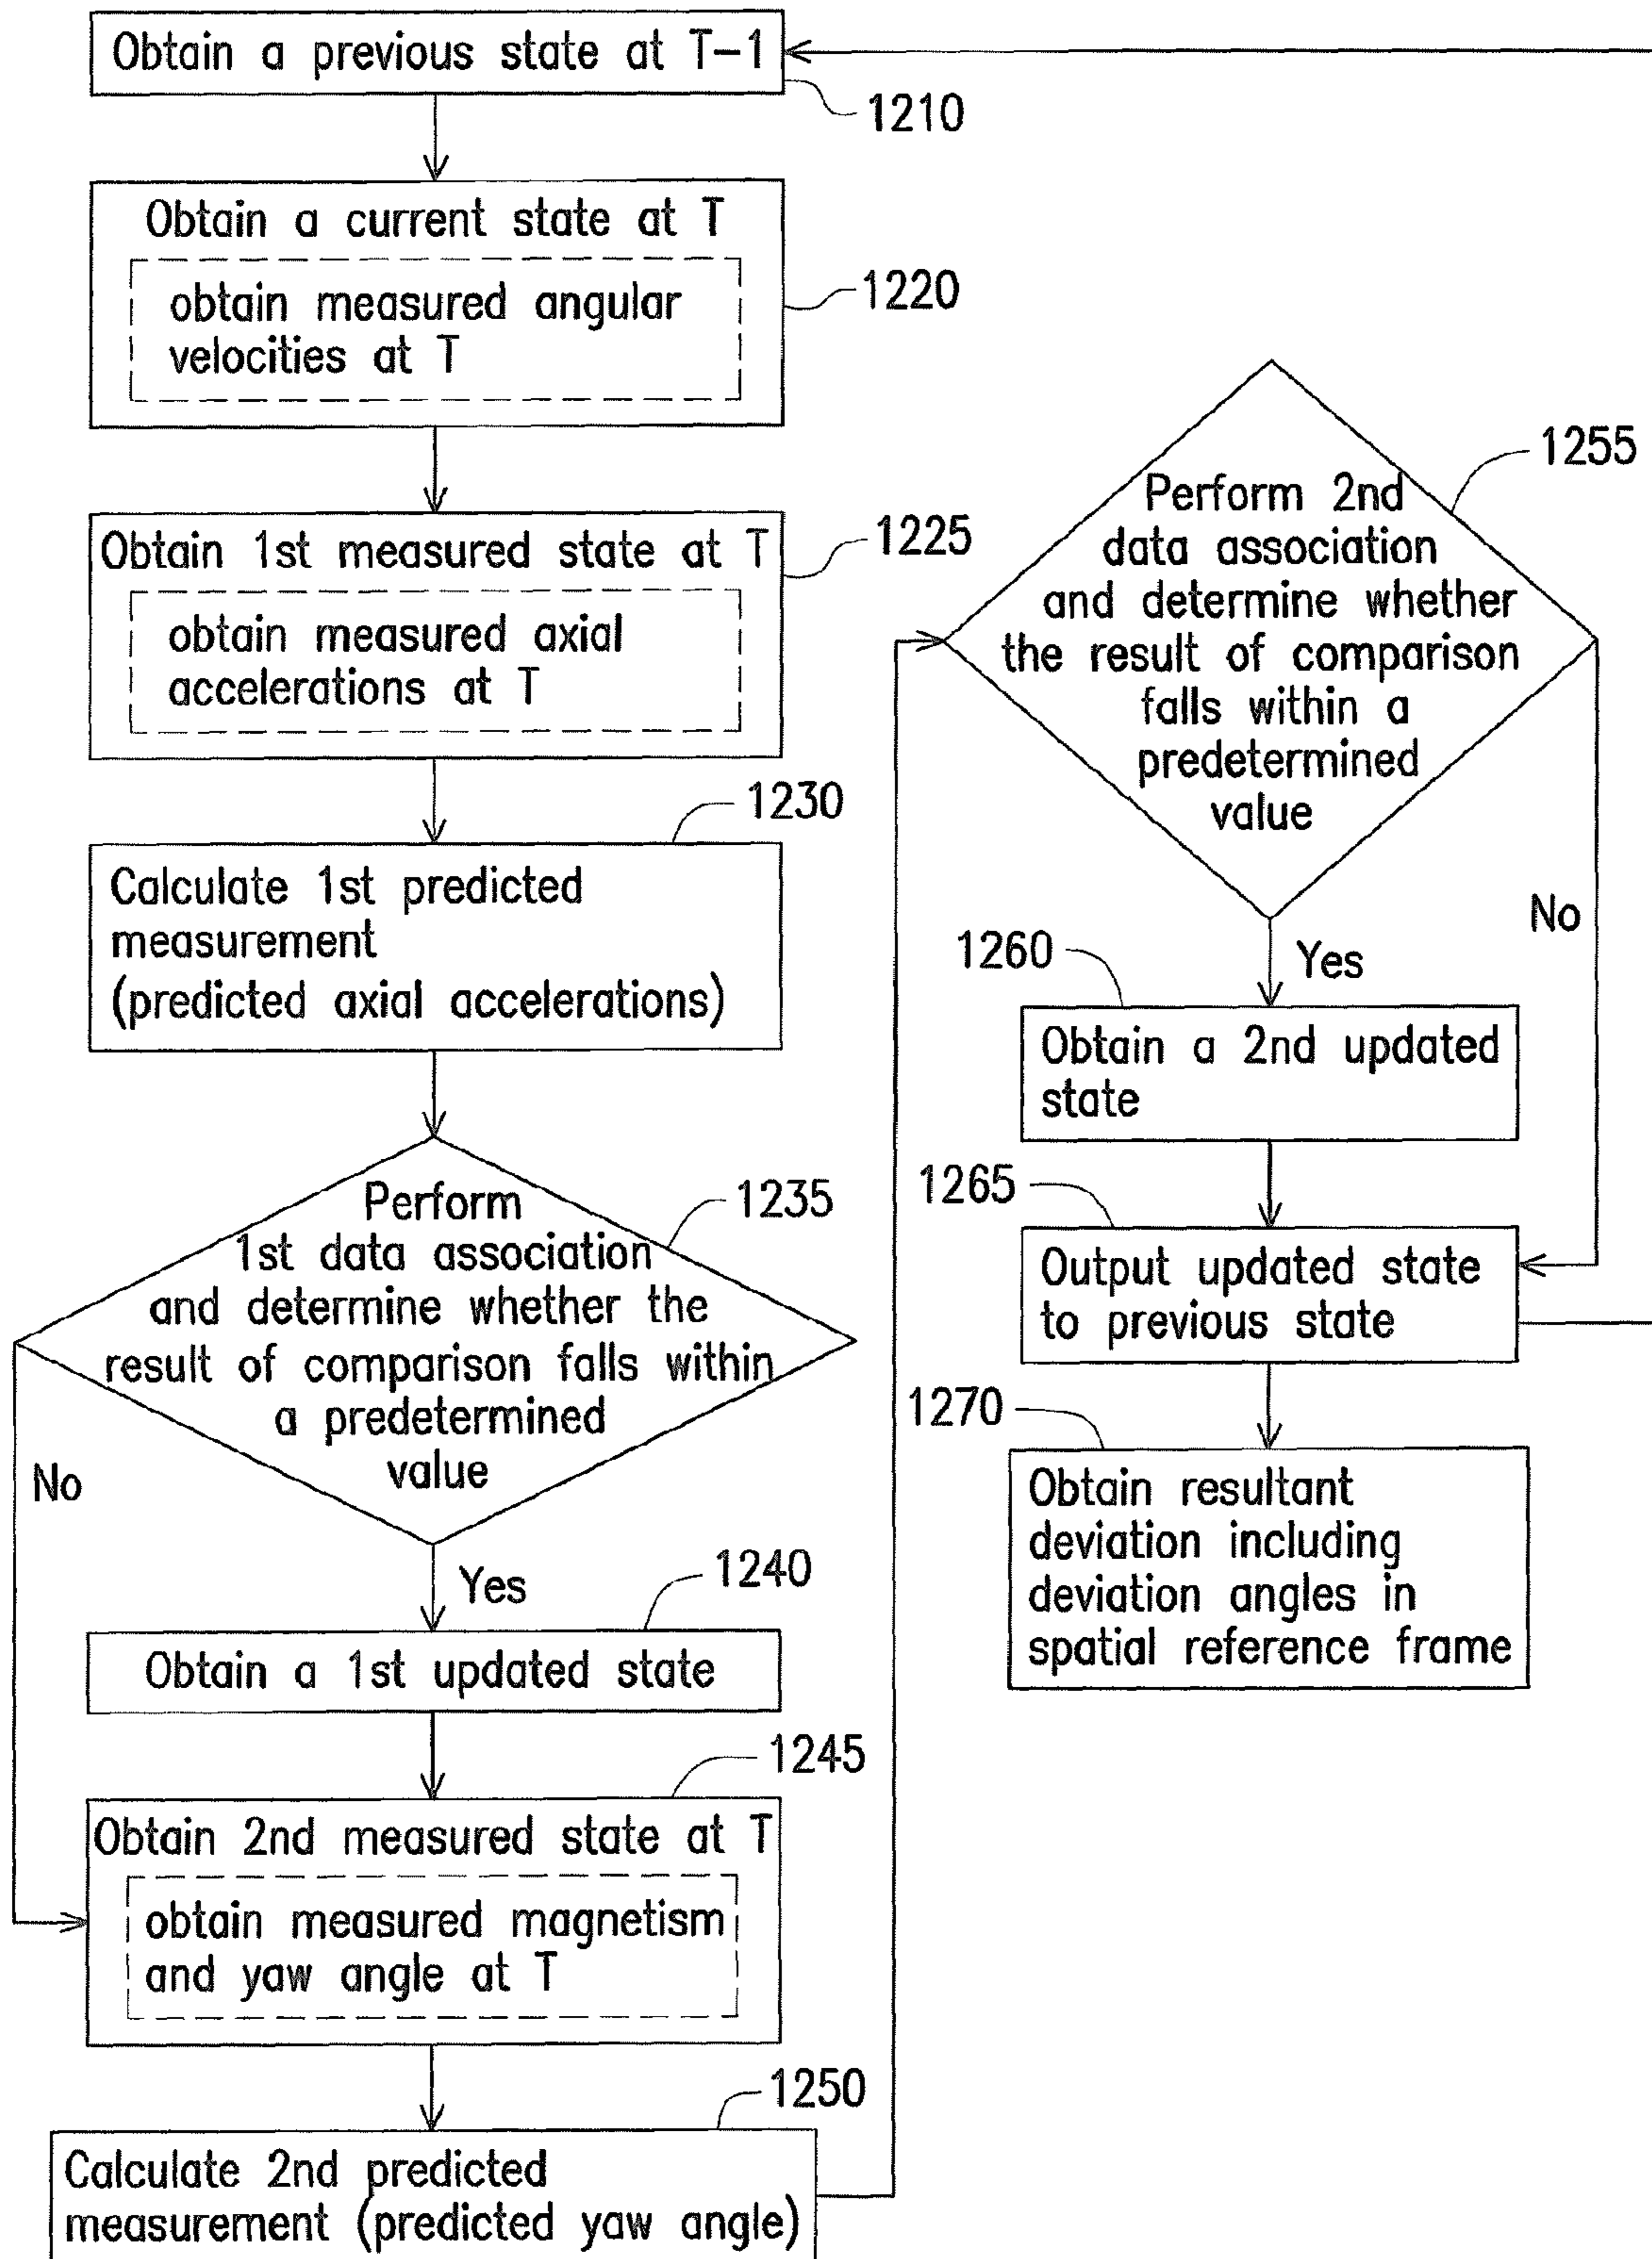 Obtain a previous state at T-1
1210
Obtain a current state at T
obtain measured angular
velocities at T
1220
Obtain 1st measured state at T
obtain measured axial
accelerations at T
1225
1230
Calculate 1st predicted
measurement
(predicted axial accelerations)
1235
Perform
1st data association
and determine whether the
result of comparison falls within
a predetermined
value
No
Yes
1240
Obtain a 1st updated state
1245
Obtain 2nd measured state at T
obtain measured magnetism
and yaw angle at T
1250
Calculate 2nd predicted
measurement (predicted yaw angle)
1255
Perform 2nd
data association
and determine whether
the result of comparison
falls within a
predetermined
value
No
Yes
1260
Obtain a 2nd updated
state
1265
Output updated state
to previous state
1270
Obtain resultant
deviation including
deviation angles in
spatial reference frame